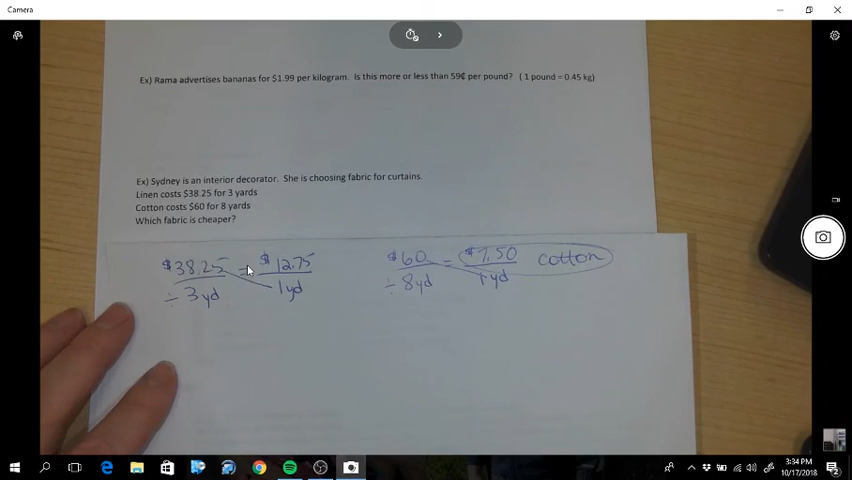 Camera
Ex) Rama advertises bananas for $1.99 per kilogram. Is this more or less than 59¢ per pound? ( 1 pound = 0.45 kg)
Ex) Sydney is an interior decorator. She is choosing fabric for curtains.
Linen costs $38.25 for 3 yards
Cotton costs $60 for 8 yards
Which fabric is cheaper?
$38.25 = $12.75
÷ 3yd 1yd
$60 = $7.50 cotton
÷ 8yd 1yd
3:34 PM
10/17/2018